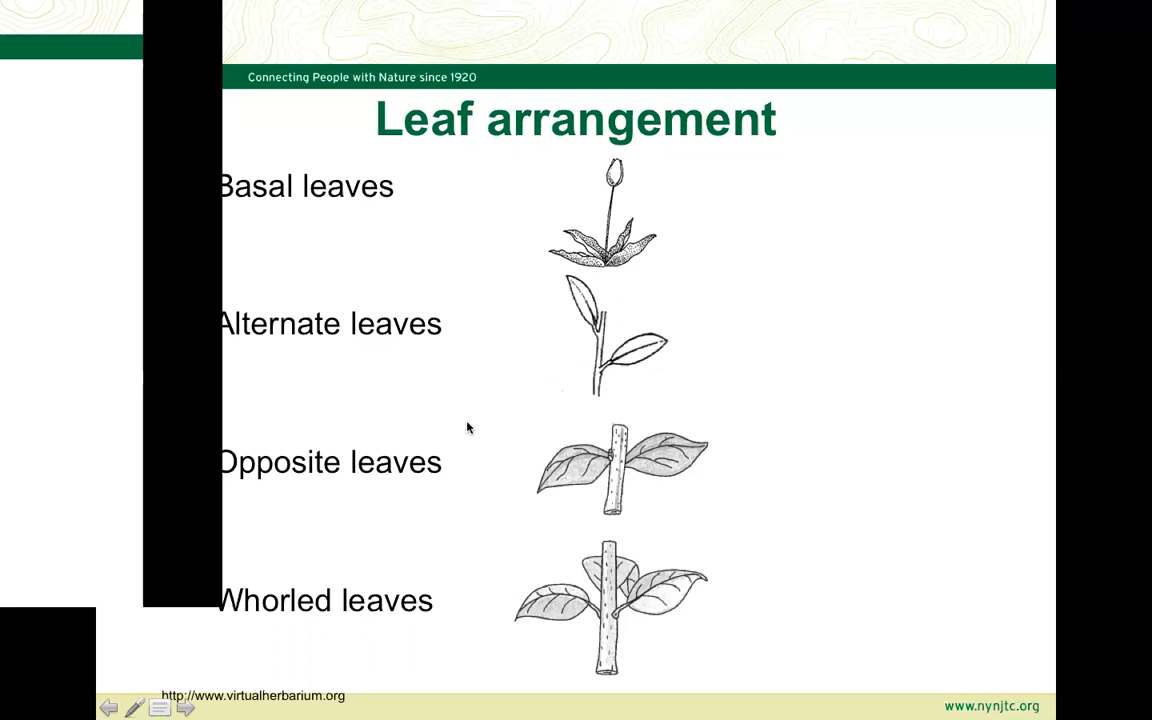 Connecting People with Nature since 1920
Leaf arrangement
Basal leaves
Alternate leaves
Opposite leaves
Whorled leaves
http://www.virtualherbarium.org
www.nynjtc.org